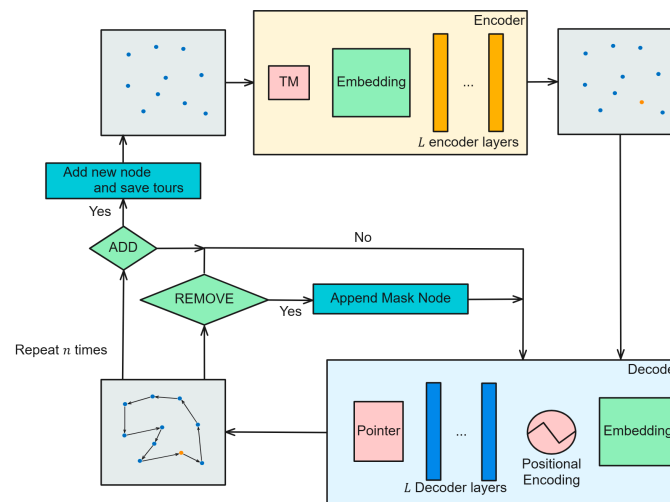 Encoder
TM
Embedding
...
L encoder layers
Add new node
and save tours
Yes
ADD
No
REMOVE
Yes
Append Mask Node
Repeat n times
Decode
Pointer
...
L Decoder layers
Positional
Encoding
Embedding